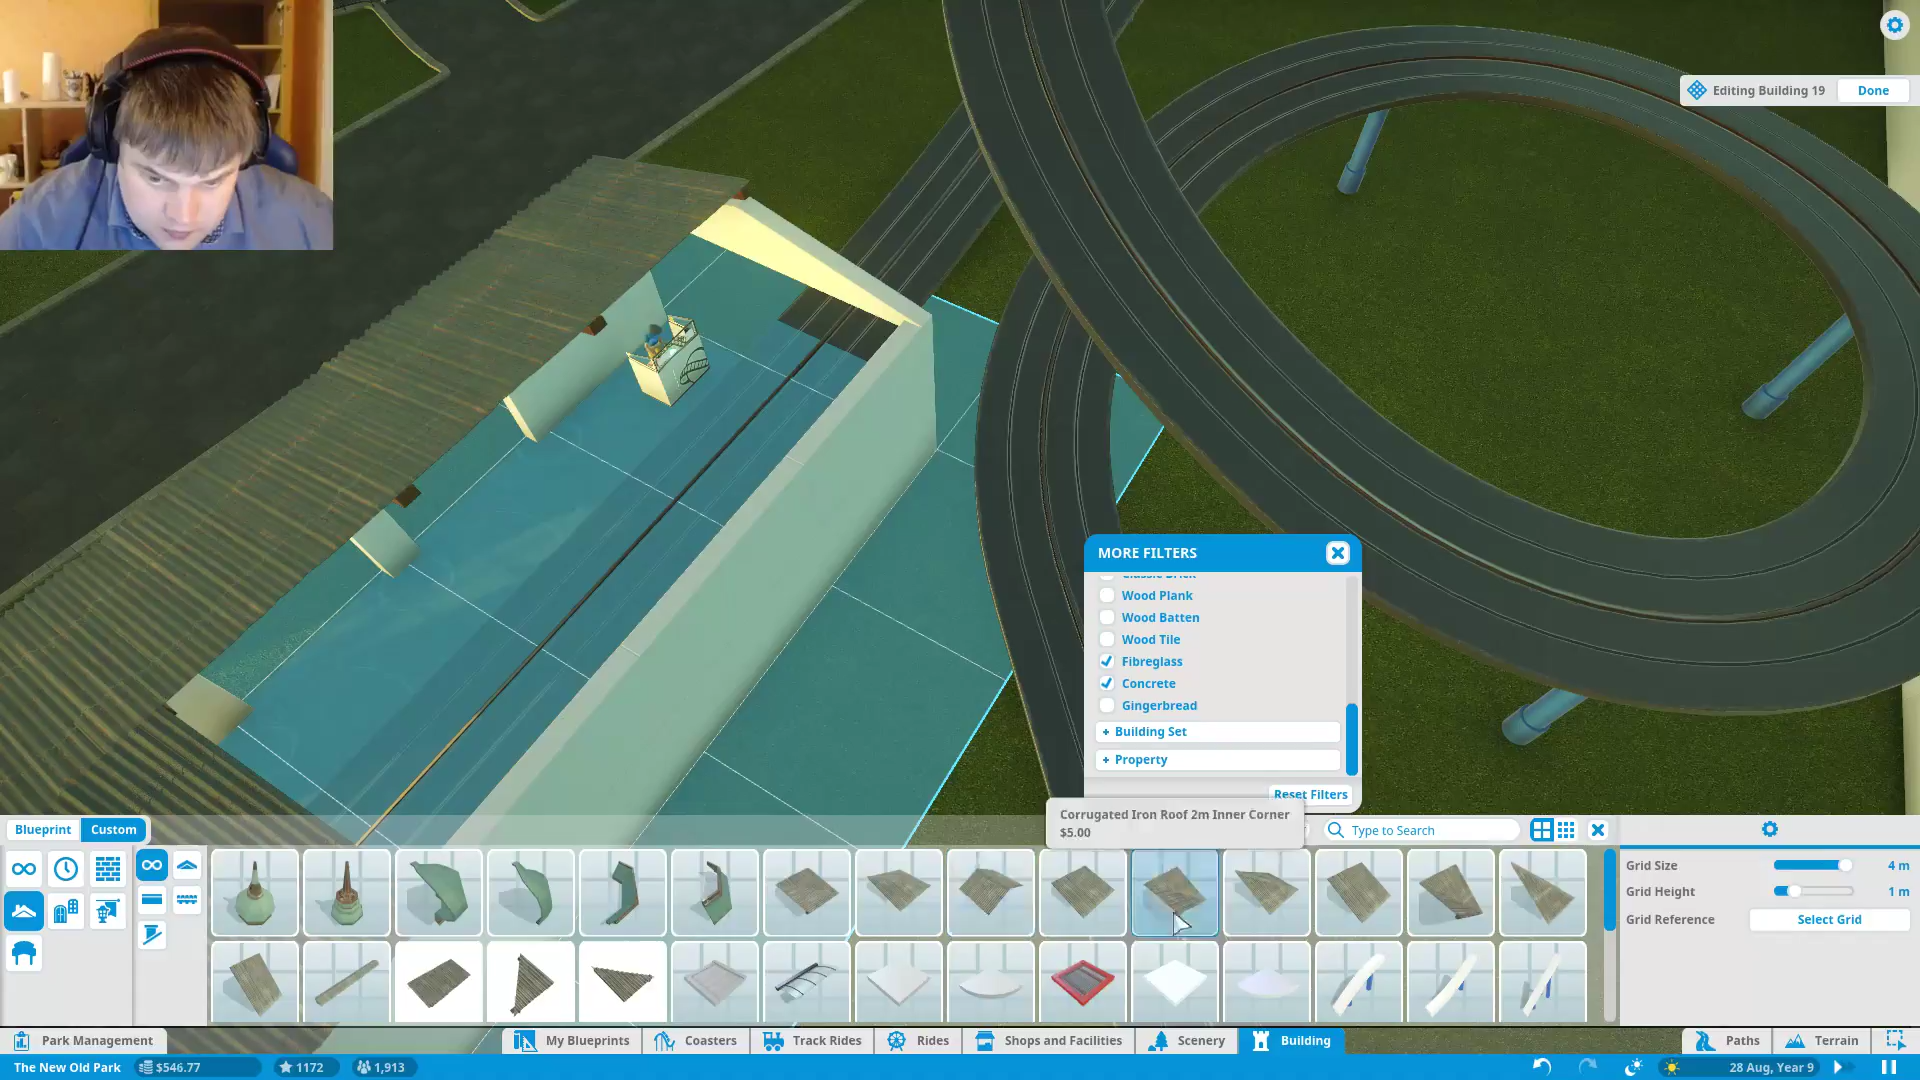 Editing Building 19
Done
MORE FILTERS
Classic Brick
Wood Plank
Wood Batten
Wood Tile
Fibreglass
Concrete
Gingerbread
+ Building Set
+ Property
Reset Filters
Corrugated Iron Roof 2m Inner Corner
$5.00
Blueprint
Custom
Type to Search
Grid Size
4 m
Grid Height
1 m
Grid Reference
Select Grid
Park Management
My Blueprints
Coasters
Track Rides
Rides
Shops and Facilities
Scenery
Building
Paths
Terrain
The New Old Park
$546.77
1172
1,913
28 Aug, Year 9